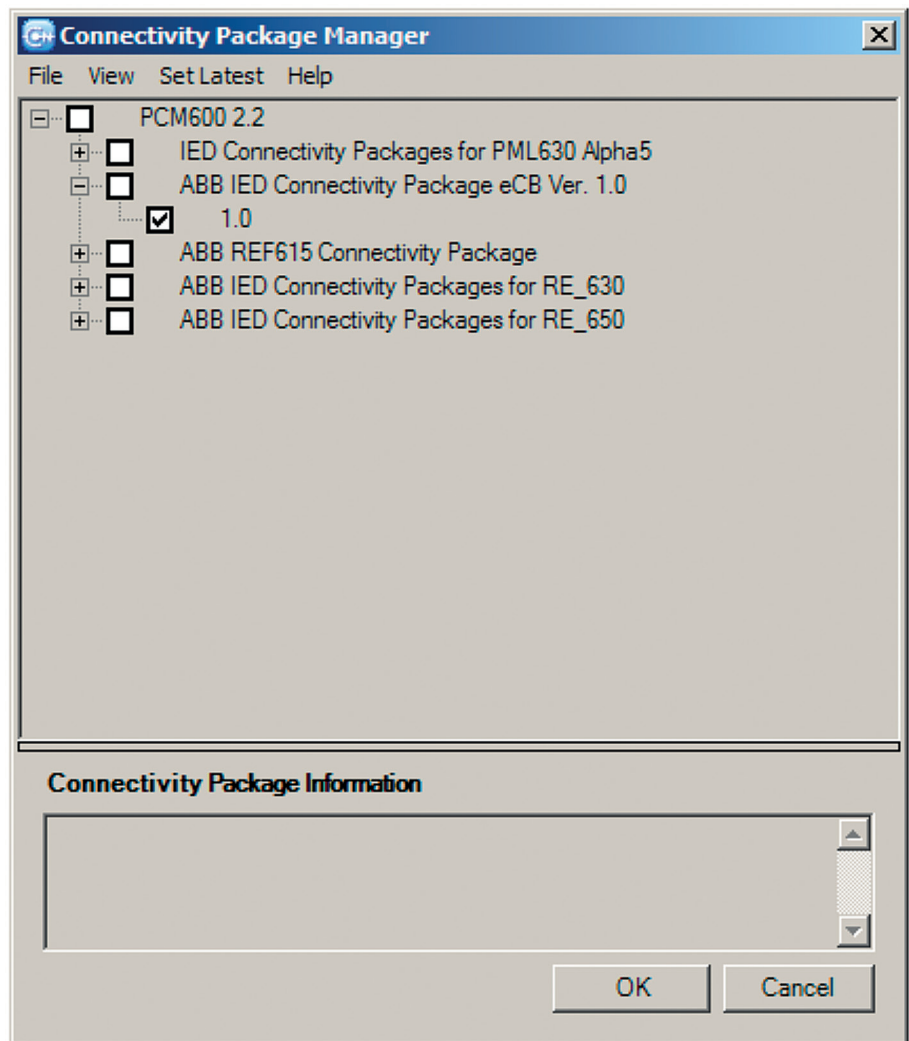 Connectivity Package Manager
File View Set Latest Help
PCM600 2.2
IED Connectivity Packages for PML630 Alpha5
ABB IED Connectivity Package eCB Ver. 1.0
1.0
ABB REF615 Connectivity Package
ABB IED Connectivity Packages for RE_630
ABB IED Connectivity Packages for RE_650
Connectivity Package Information
OK Cancel